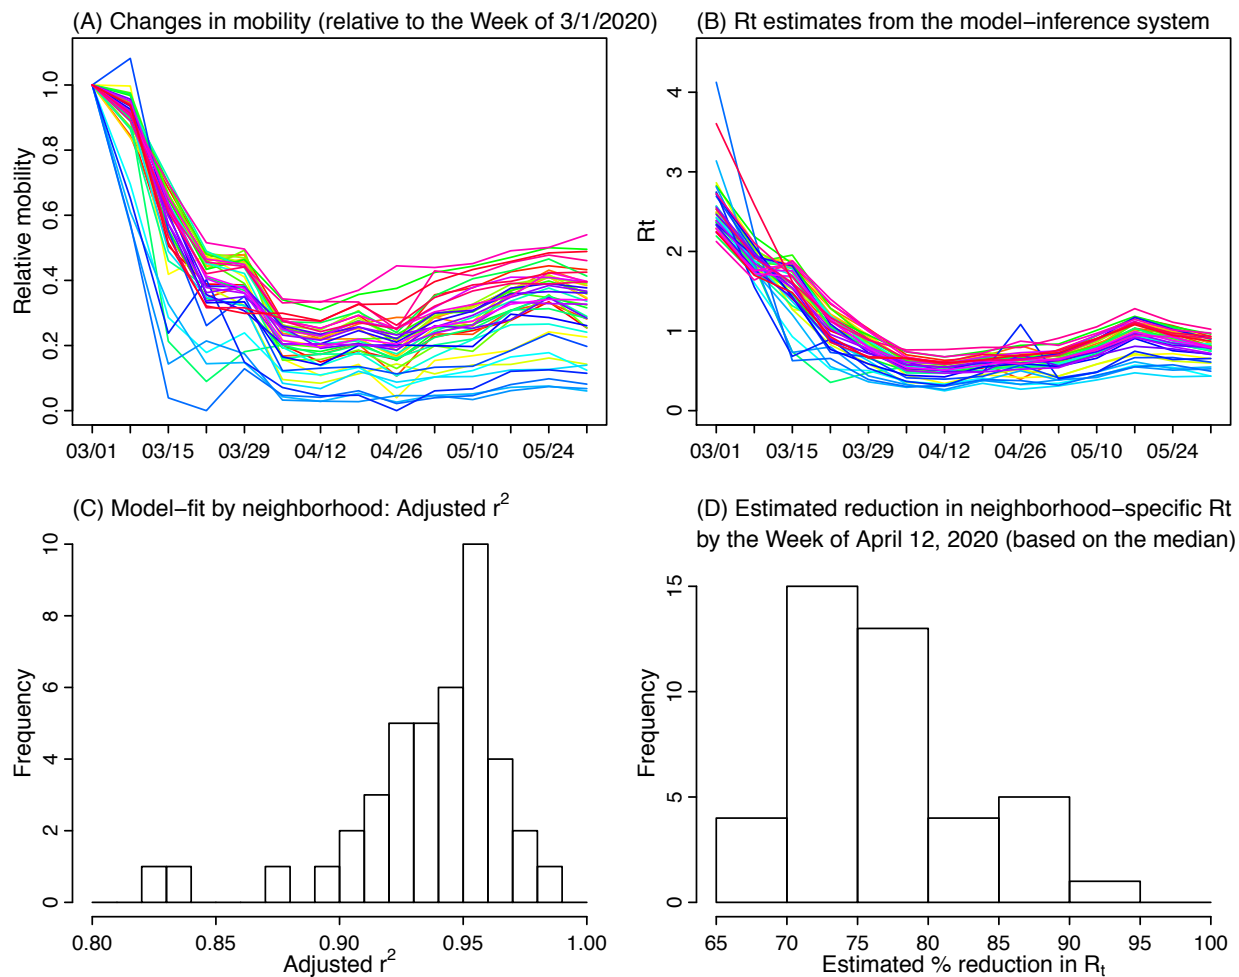 (A) Changes in mobility (relative to the Week of 3/1/2020)
Relative mobility
0.0 0.2 0.4 0.6 0.8 1.0
03/01 03/15 03/29 04/12 04/26 05/10 05/24
(B) Rt estimates from the model−inference system
Rt
0 1 2 3 4
03/01 03/15 03/29 04/12 04/26 05/10 05/24
(C) Model−fit by neighborhood: Adjusted r²
Frequency
0 2 4 6 8 10
0.80 0.85 0.90 0.95 1.00
Adjusted r²
(D) Estimated reduction in neighborhood−specific Rt
by the Week of April 12, 2020 (based on the median)
Frequency
0 5 10 15
65 70 75 80 85 90 95 100
Estimated % reduction in Rₜ